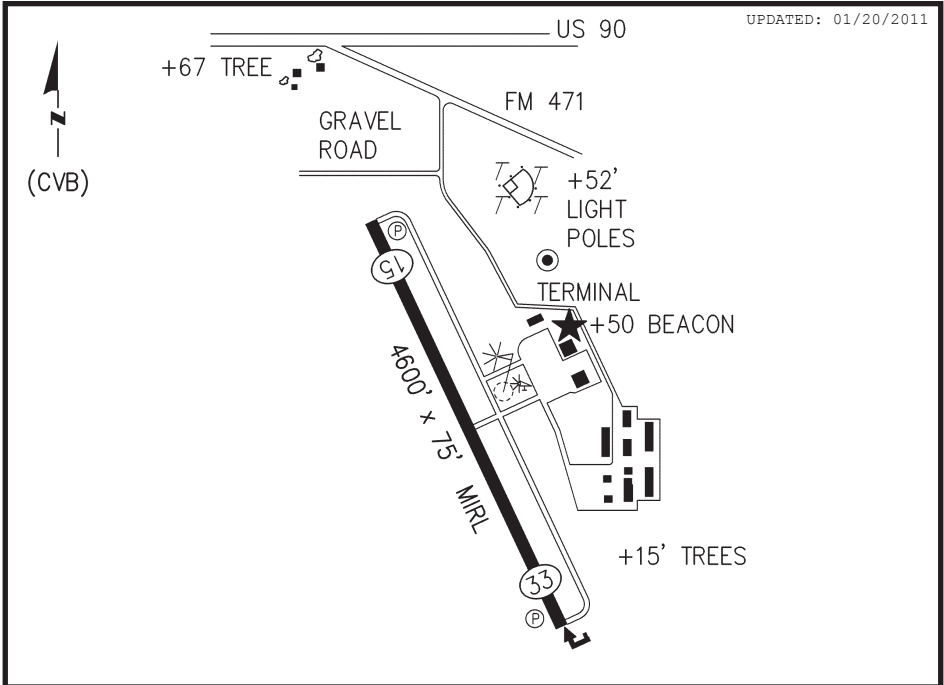 UPDATED: 01/20/2011
US 90
+67 TREE
FM 471
GRAVEL
ROAD
(CVB)
N
+52'
LIGHT
POLES
P
15
TERMINAL
+50 BEACON
4600' x 75'
MIRL
+15' TREES
33
P